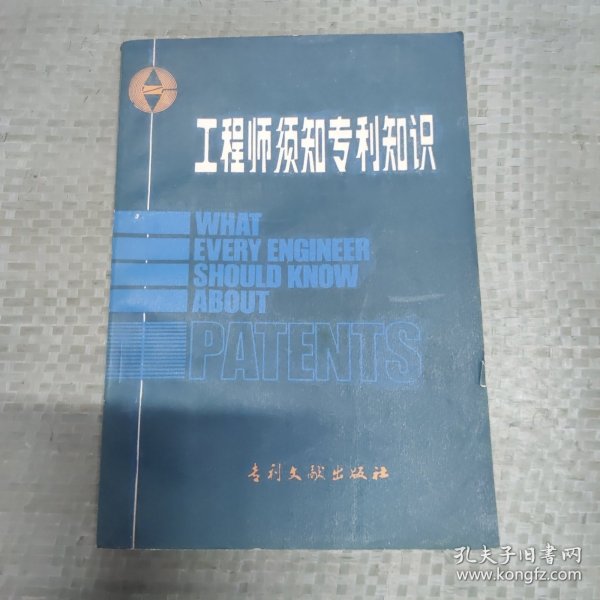 工程师须知专利知识
WHAT
EVERY ENGINEER
SHOULD KNOW
ABOUT
PATENTS
专利文献出版社
孔夫子旧书网
www.kongfz.com